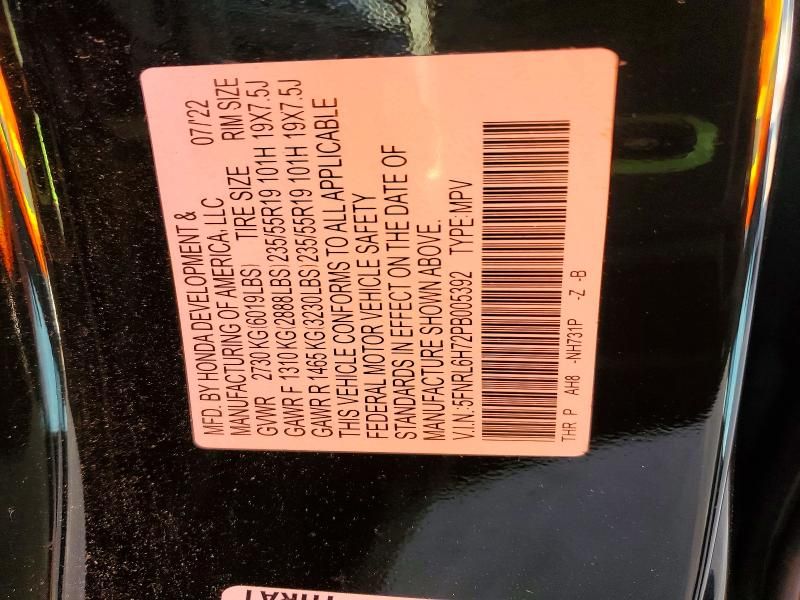 MFD. BY HONDA DEVELOPMENT &
MANUFACTURING OF AMERICA. LLC 07/'22
GVWR 2730 KG(6019LBS) TIRE SIZE RIM SIZE
GAWR F 1310 KG(2888LBS) 235/55R19 101H 19X7.5J
GAWR R 1465 KG(3230LBS) 235/55R19 101H 19X7.5J
THIS VEHICLE CONFORMS TO ALL APPLICABLE
FEDERAL MOTOR VEHICLE SAFETY
STANDARDS IN EFFECT ON THE DATE OF
MANUFACTURE SHOWN ABOVE.
V.I.N.:5FNRL6H72PB005392 TYPE:MPV
THR P AH8 -NH731P -Z -B